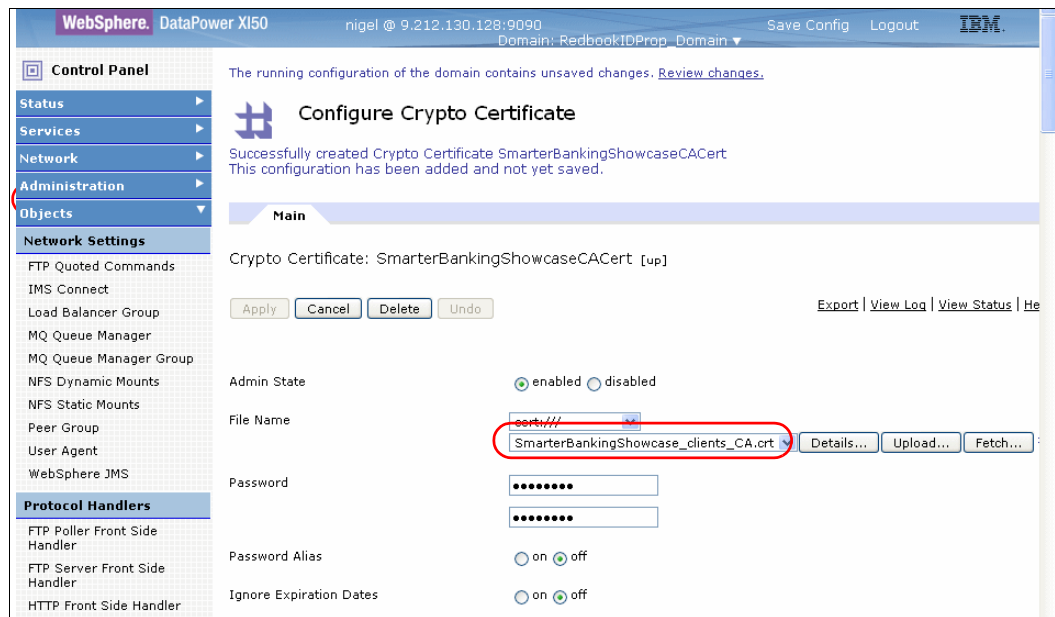 WebSphere. DataPower XI50
nigel @ 9.212.130.128:9090
Domain: RedbookIDProp_Domain
Save Config
Logout
IBM.
Control Panel
Status
Services
Network
Administration
Objects
Network Settings
FTP Quoted Commands
IMS Connect
Load Balancer Group
MQ Queue Manager
MQ Queue Manager Group
NFS Dynamic Mounts
NFS Static Mounts
Peer Group
User Agent
WebSphere JMS
Protocol Handlers
FTP Poller Front Side
Handler
FTP Server Front Side
Handler
HTTP Front Side Handler
The running configuration of the domain contains unsaved changes. Review changes.
Configure Crypto Certificate
Successfully created Crypto Certificate SmarterBankingShowcaseCACert
This configuration has been added and not yet saved.
Main
Crypto Certificate: SmarterBankingShowcaseCACert [up]
Apply Cancel Delete Undo
Export | View Log | View Status | He
Admin State
enabled disabled
File Name
cert:///
SmarterBankingShowcase_clients_CA.crt Details... Upload... Fetch...
Password
••••••••
••••••••
Password Alias
on off
Ignore Expiration Dates
on off